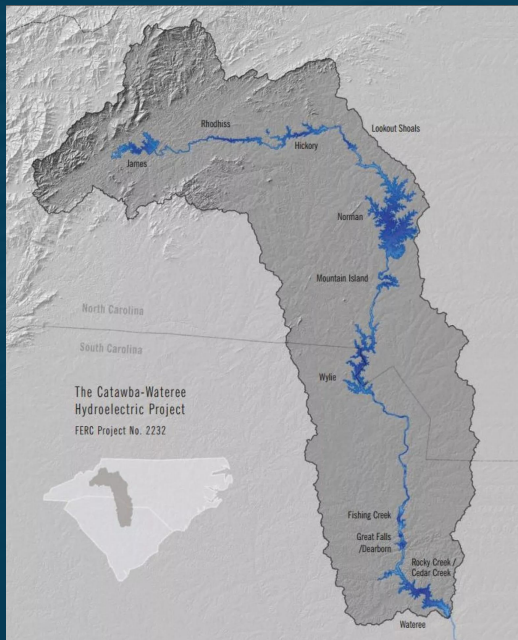 Rhodhiss
Lookout Shoals
Hickory
James
Norman
Mountain Island
North Carolina
South Carolina
Wylie
The Catawba-Wateree
Hydroelectric Project
FERC Project No. 2232
Fishing Creek
Great Falls
/Dearborn
Rocky Creek /
Cedar Creek
Wateree